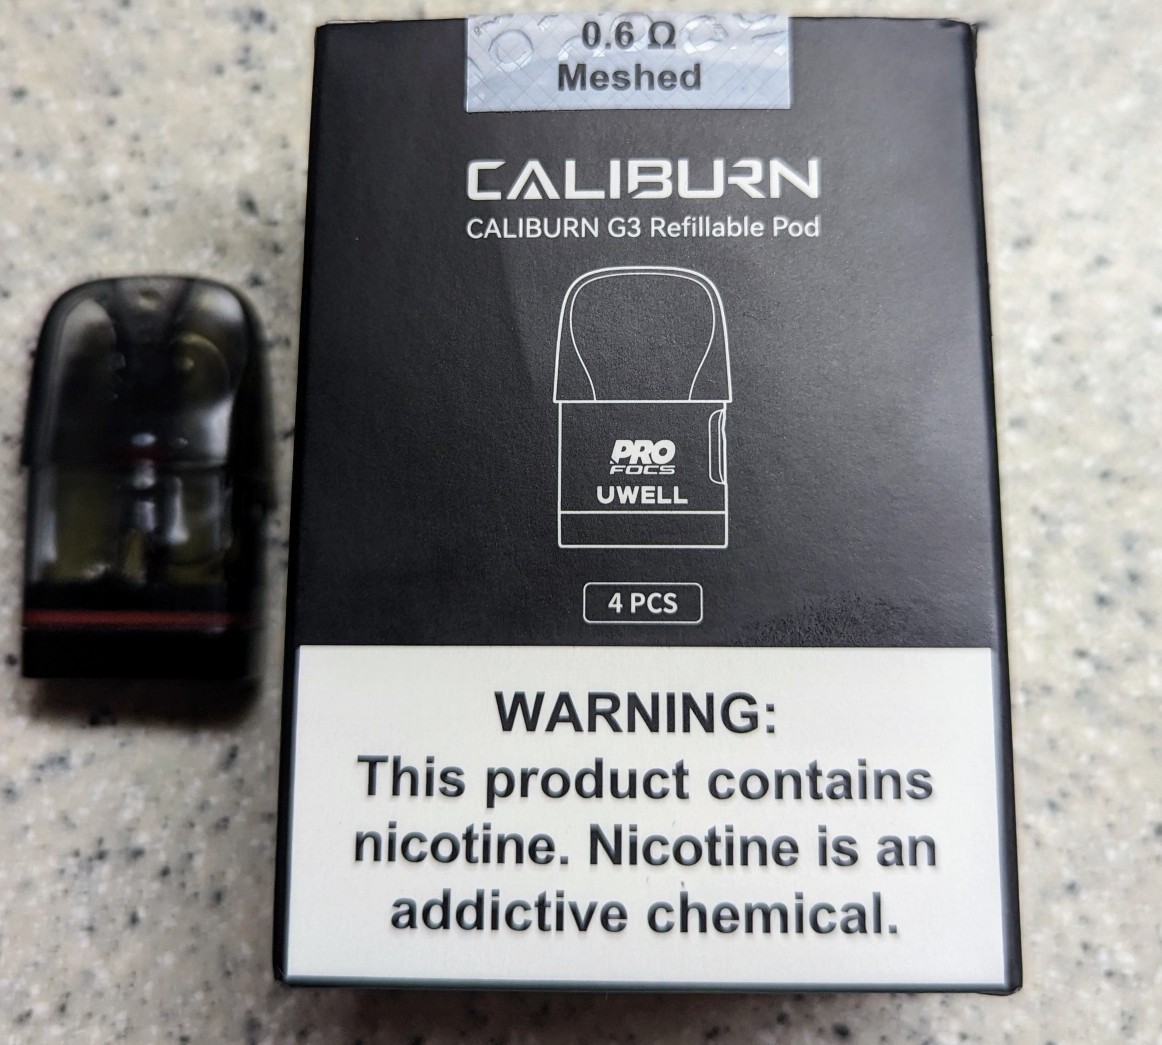 0.6 Ω
Meshed
CALIBURN
CALIBURN G3 Refillable Pod
PRO
FOCS
UWELL
4 PCS
WARNING:
This product contains
nicotine. Nicotine is an
addictive chemical.